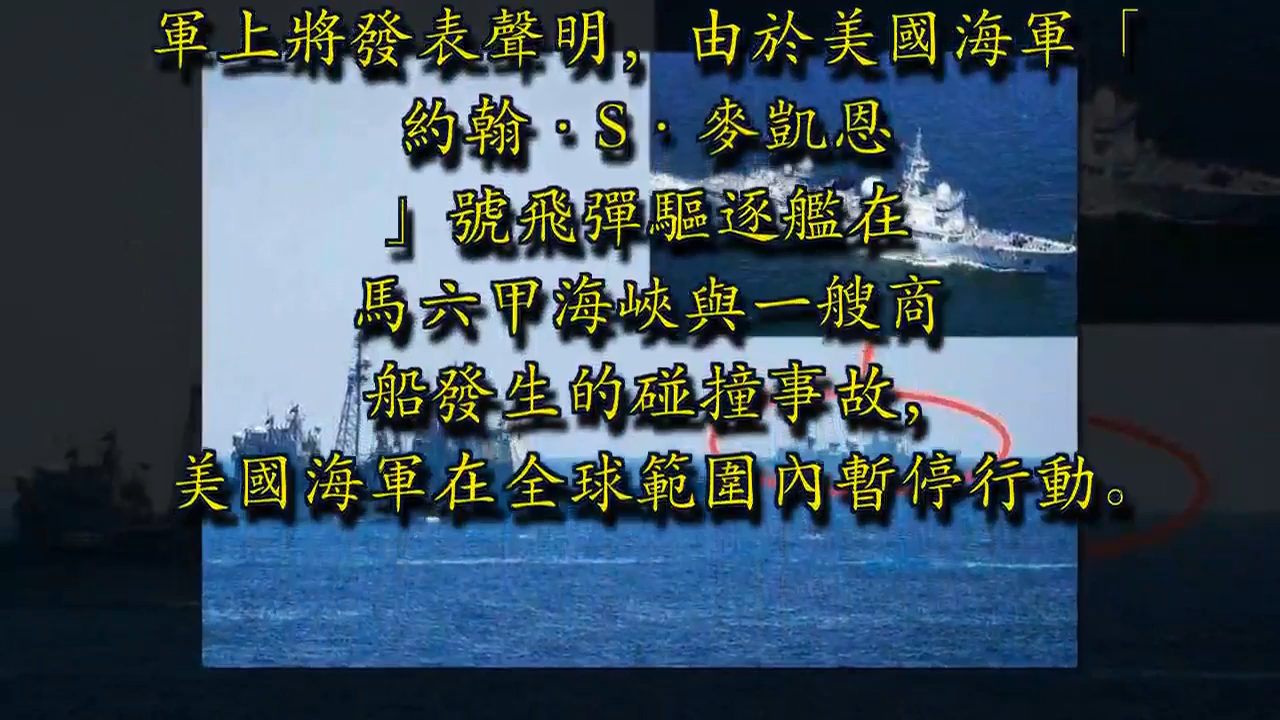 軍上將發表聲明，由於美國海軍「
約翰·S·麥凱恩
」號飛彈驅逐艦在
馬六甲海峽與一艘商
船發生的碰撞事故，
美國海軍在全球範圍內暫停行動。